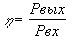 η = Pвых / Pвх